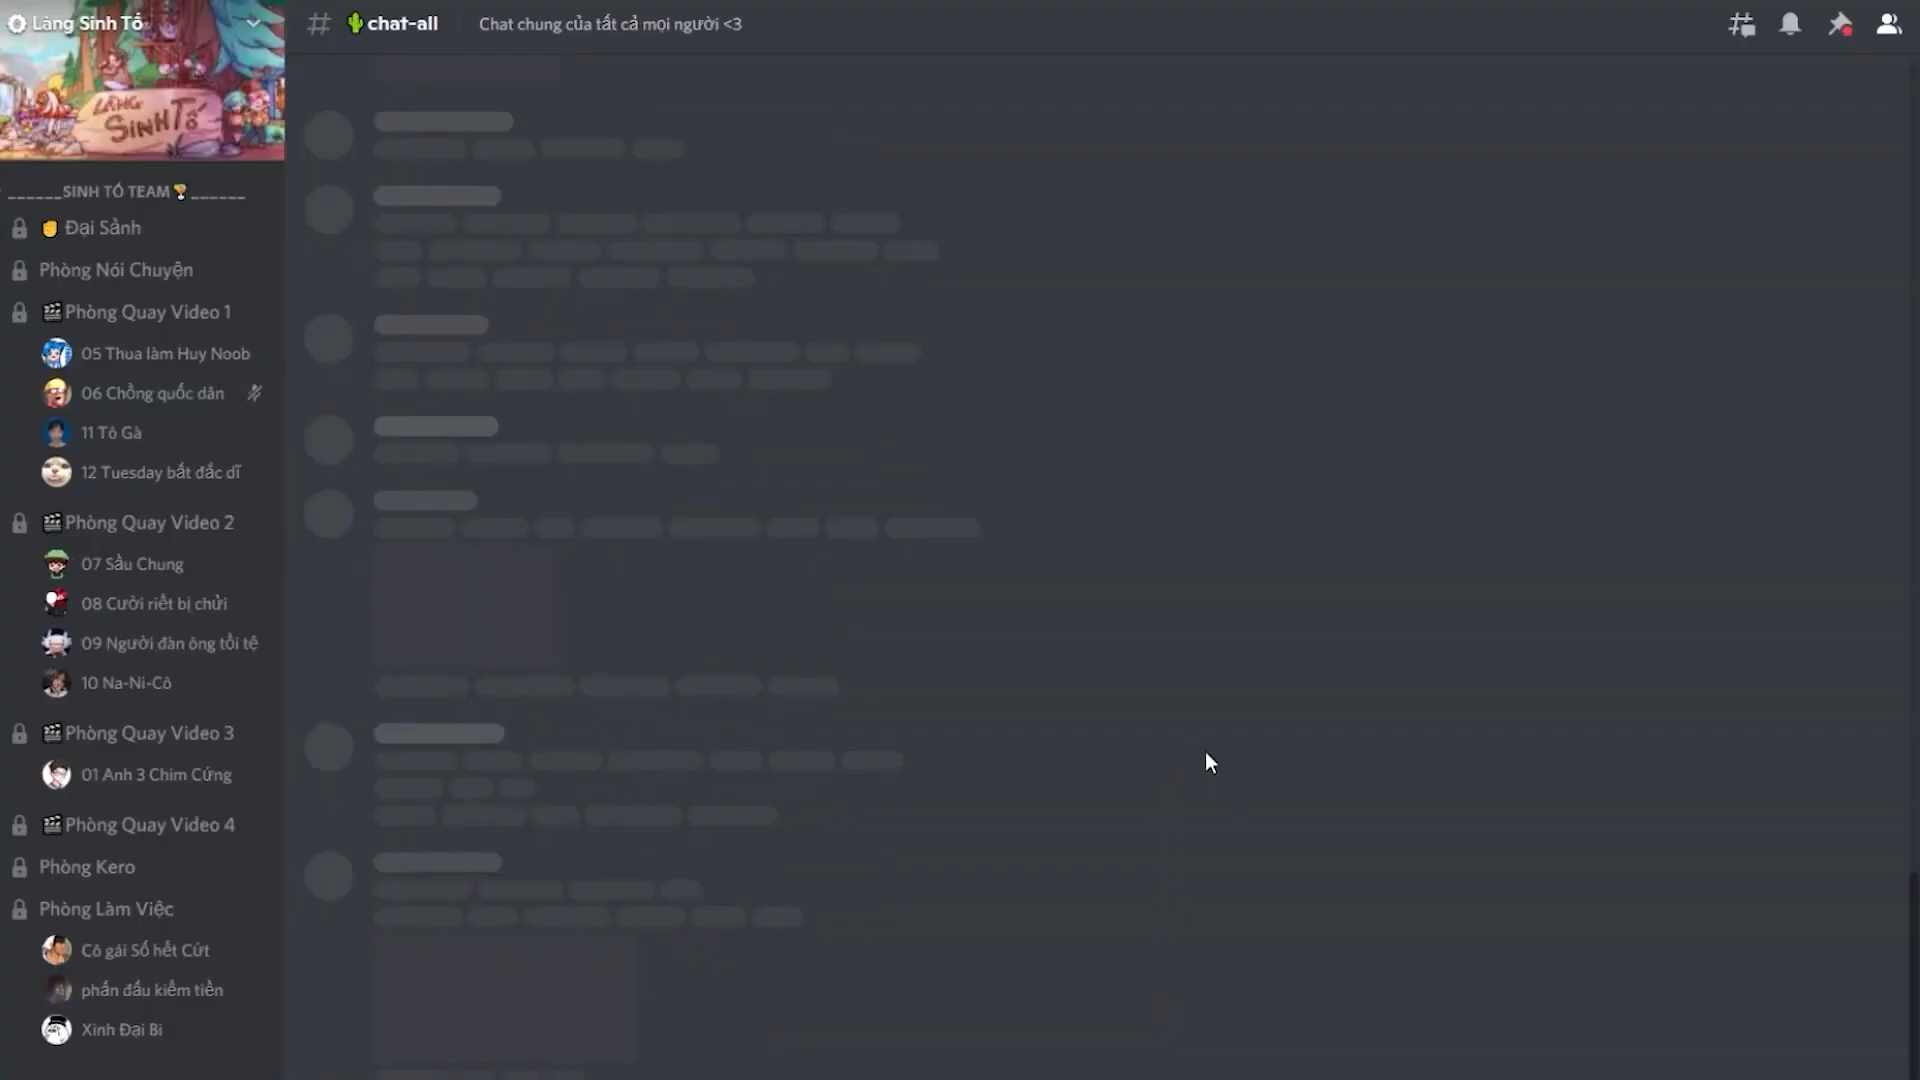 Làng Sinh Tố
LÀNG
SINH TỐ
______SINH TỐ TEAM🏆______
✊ Đại Sảnh
Phòng Nói Chuyện
🎬Phòng Quay Video 1
05 Thua làm Huy Noob
06 Chồng quốc dân
11 Tô Gà
12 Tuesday bất đắc dĩ
🎬Phòng Quay Video 2
07 Sầu Chung
08 Cười riết bị chửi
09 Người đàn ông tồi tệ
10 Na-Ni-Cô
🎬Phòng Quay Video 3
01 Anh 3 Chim Cứng
🎬Phòng Quay Video 4
Phòng Kero
Phòng Làm Việc
Cô gái Số hết Cứt
phấn đấu kiếm tiền
Xinh Đại Bi
# 🌵chat-all
Chat chung của tất cả mọi người <3